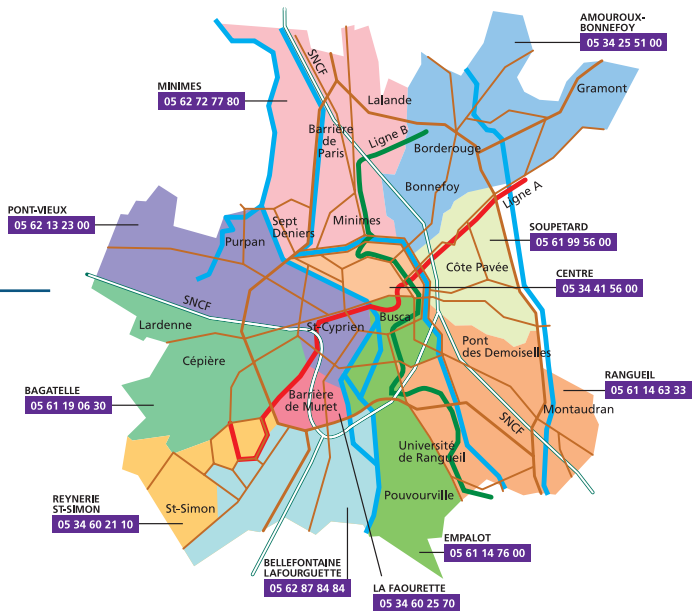 AMOUROUX-
BONNEFOY
05 34 25 51 00
SNCF
Gramont
MINIMES
05 62 72 77 80
Lalande
Barrière
de
Paris
Ligne B
Borderouge
Bonnefoy
Ligne A
PONT-VIEUX
05 62 13 23 00
Sept
Deniers
Minimes
Purpan
SOUPETARD
05 61 99 56 00
Côte Pavée
CENTRE
05 34 41 56 00
SNCF
Lardenne
St-Cyprien
Busca
Cépière
Pont
des Demoiselles
RANGUEIL
05 61 14 63 33
BAGATELLE
05 61 19 06 30
Barrière
de Muret
Montaudran
SNCF
Université
de Rangueil
REYNERIE
ST-SIMON
05 34 60 21 10
St-Simon
Pouvourville
EMPALOT
05 61 14 76 00
BELLEFONTAINE
LAFOURGUETTE
05 62 87 84 84
LA FAOURETTE
05 34 60 25 70